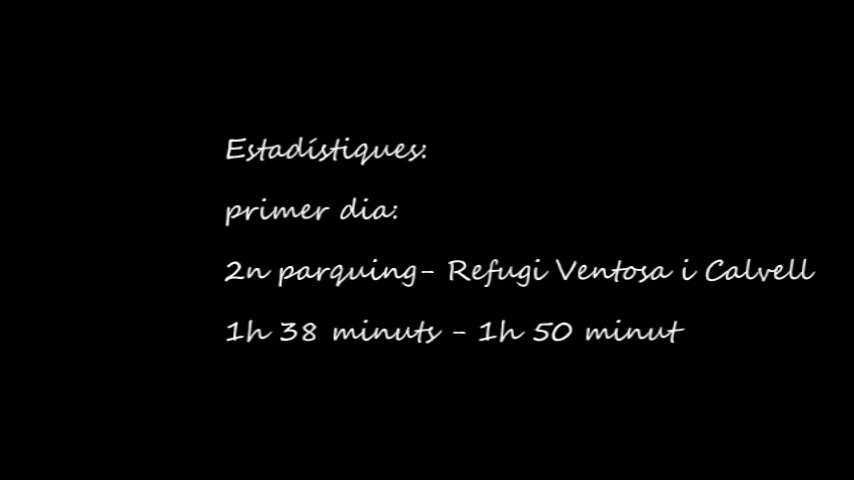 Estadístiques:
primer dia:
2n parquing- Refugi Ventosa i Calvell
1h 38 minuts - 1h 50 minut